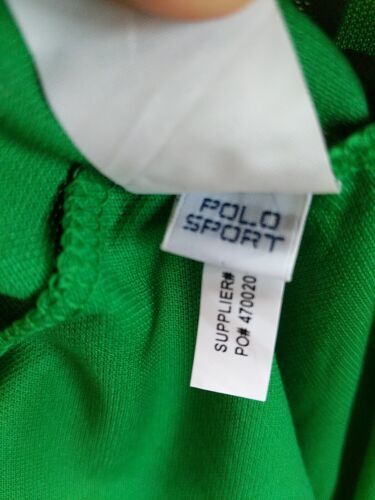 POLO
SPORT
SUPPLIER#
PO# 470020